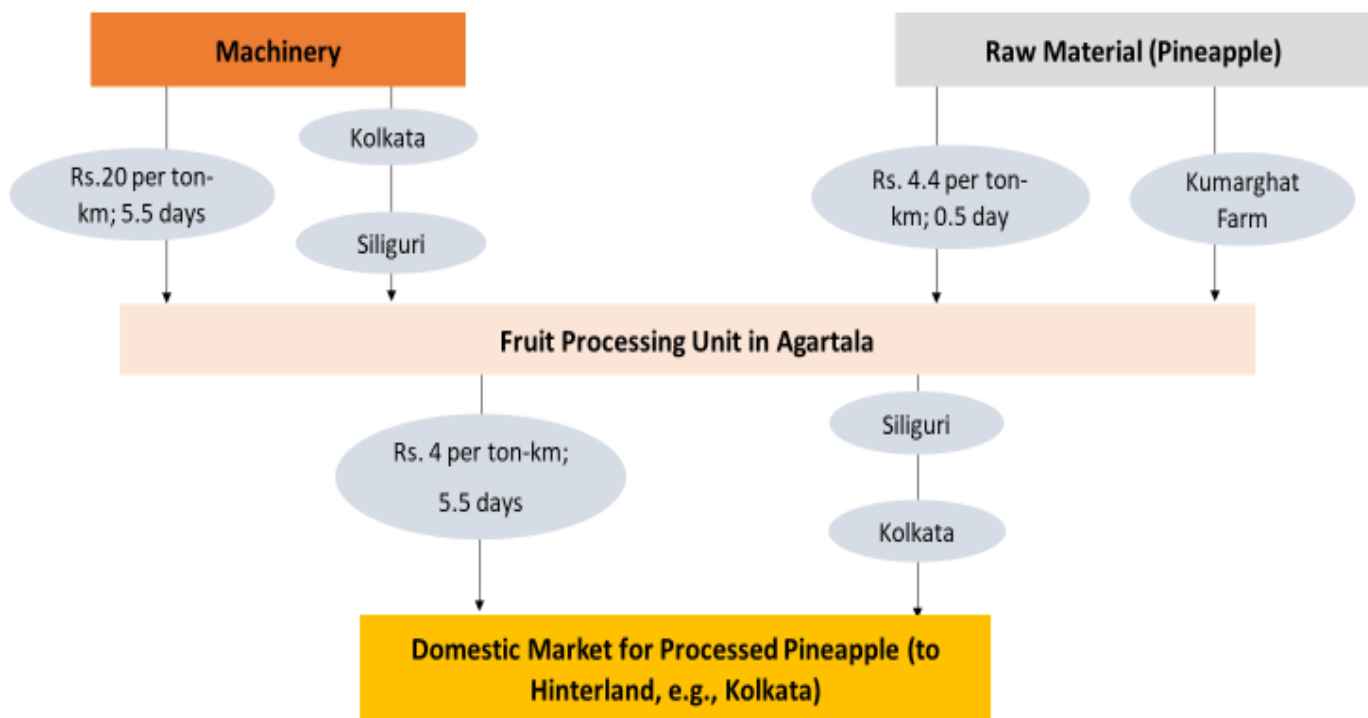 Machinery
Raw Material (Pineapple)
Kolkata
Rs.20 per ton-
km; 5.5 days
Siliguri
Rs. 4.4 per ton-
km; 0.5 day
Kumarghat
Farm
Fruit Processing Unit in Agartala
Rs. 4 per ton-km;
5.5 days
Siliguri
Kolkata
Domestic Market for Processed Pineapple (to
Hinterland, e.g., Kolkata)